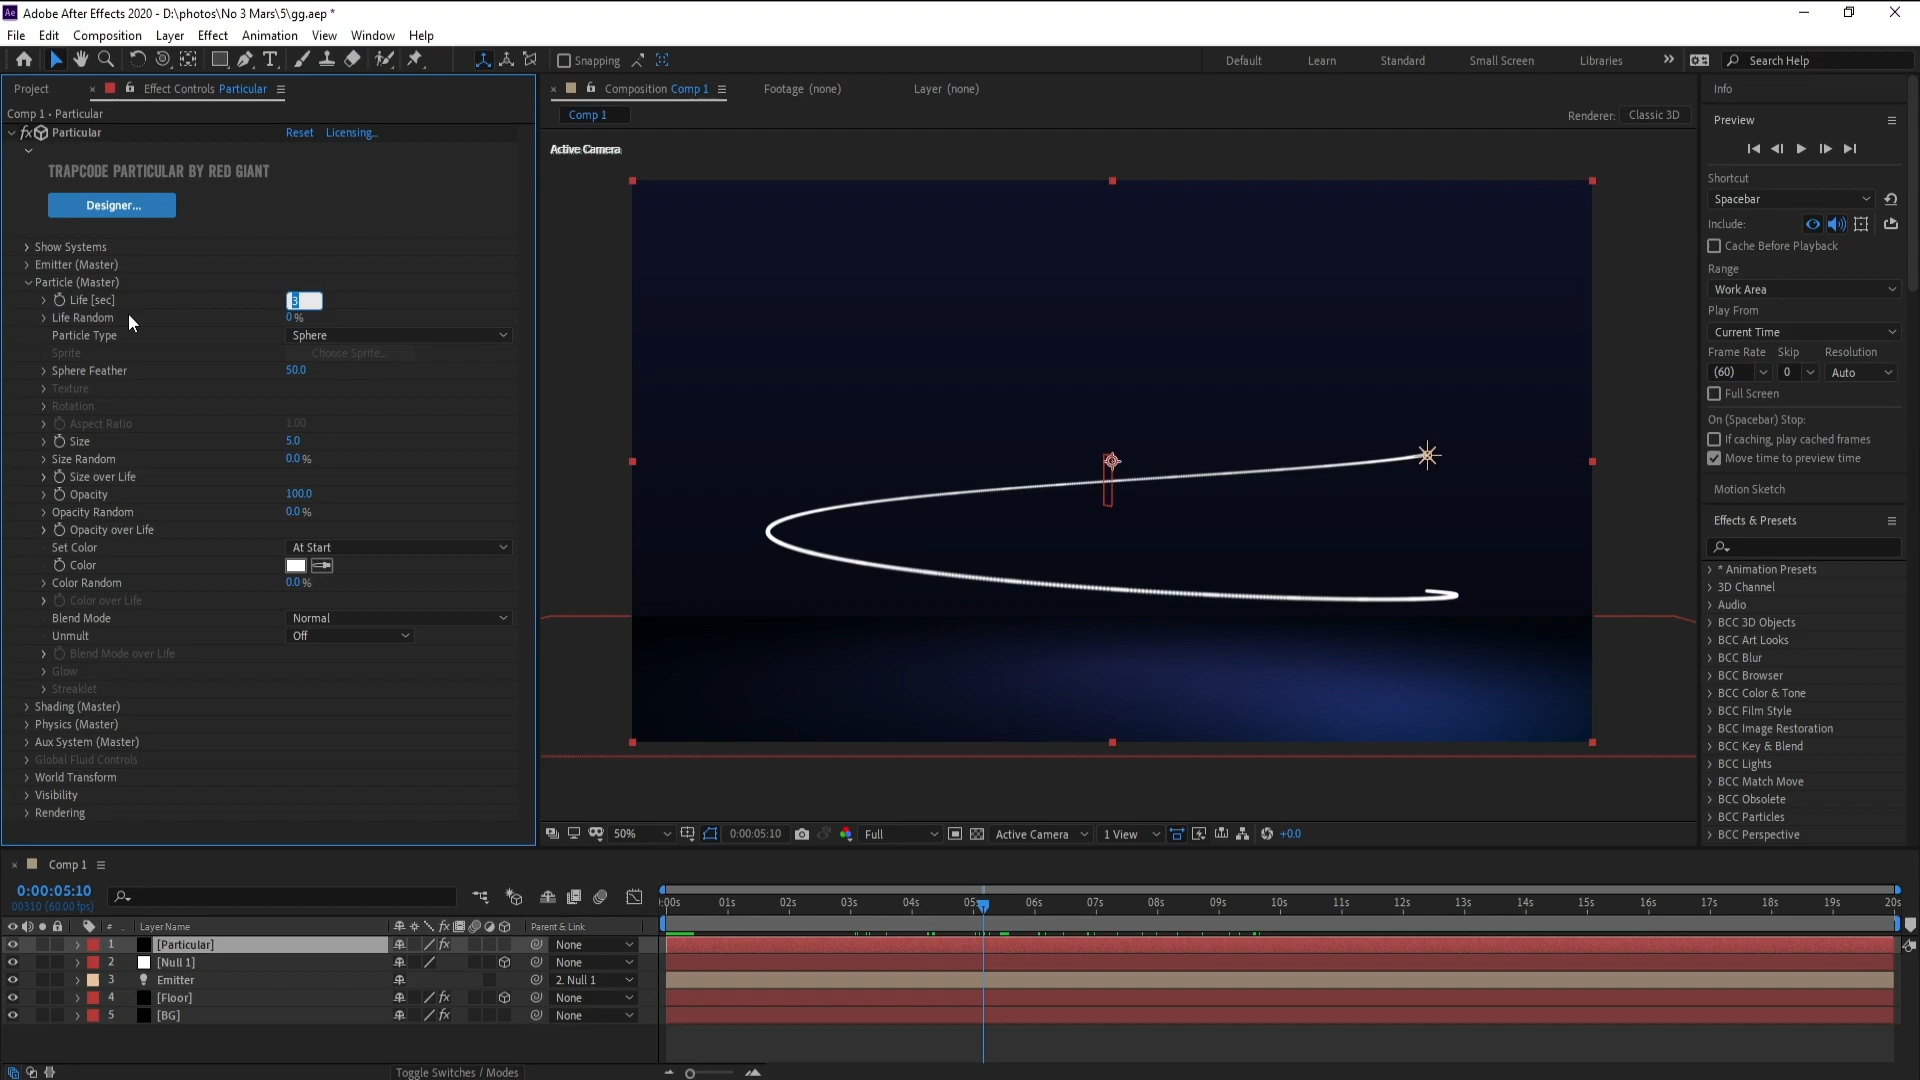 Adobe After Effects 2020 - D:\photos\No 3 Mars\5\gg.aep *
File Edit Composition Layer Effect Animation View Window Help
Snapping
Default Learn Standard Small Screen Libraries Search Help
Project Effect Controls Particular
Comp 1 • Particular
Particular Reset Licensing...
TRAPCODE PARTICULAR BY RED GIANT
Designer...
Show Systems
Emitter (Master)
Particle (Master)
Life [sec] 3
Life Random 0 %
Particle Type Sphere
Sprite Choose Sprite...
Sphere Feather 50.0
Texture
Rotation
Aspect Ratio 1.00
Size 5.0
Size Random 0.0 %
Size over Life
Opacity 100.0
Opacity Random 0.0 %
Opacity over Life
Set Color At Start
Color
Color Random 0.0 %
Color over Life
Blend Mode Normal
Unmult Off
Blend Mode over Life
Glow
Streaklet
Shading (Master)
Physics (Master)
Aux System (Master)
Global Fluid Controls
World Transform
Visibility
Rendering
Composition Comp 1 Footage (none) Layer (none)
Comp 1 Renderer: Classic 3D
Active Camera
50% 0:00:05:10 Full Active Camera 1 View +0.0
Info
Preview
Shortcut
Spacebar
Include:
Cache Before Playback
Range
Work Area
Play From
Current Time
Frame Rate Skip Resolution
(60) 0 Auto
Full Screen
On (Spacebar) Stop:
If caching, play cached frames
Move time to preview time
Motion Sketch
Effects & Presets
* Animation Presets
3D Channel
Audio
BCC 3D Objects
BCC Art Looks
BCC Blur
BCC Browser
BCC Color & Tone
BCC Film Style
BCC Image Restoration
BCC Key & Blend
BCC Lights
BCC Match Move
BCC Obsolete
BCC Particles
BCC Perspective
Comp 1
0:00:05:10
00310 (60.00 fps)
:00s 01s 02s 03s 04s 05s 06s 07s 08s 09s 10s 11s 12s 13s 14s 15s 16s 17s 18s 19s 20s
# Layer Name Parent & Link
1 [Particular] None
2 [Null 1] None
3 Emitter 2. Null 1
4 [Floor] None
5 [BG] None
Toggle Switches / Modes